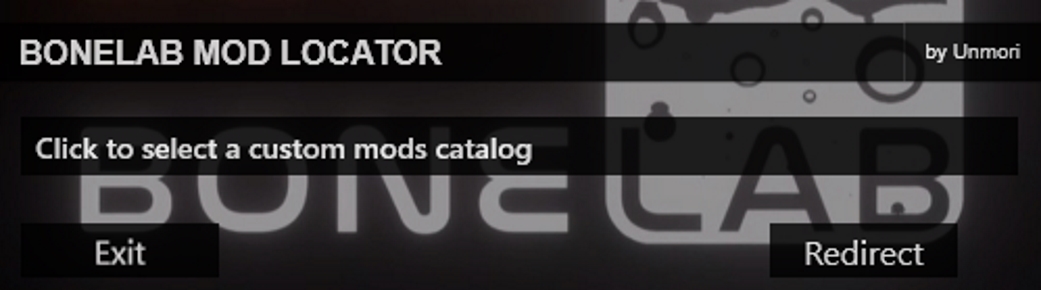 BONELAB MOD LOCATOR
by Unmori
Click to select a custom mods catalog
BONELAB
Exit
Redirect